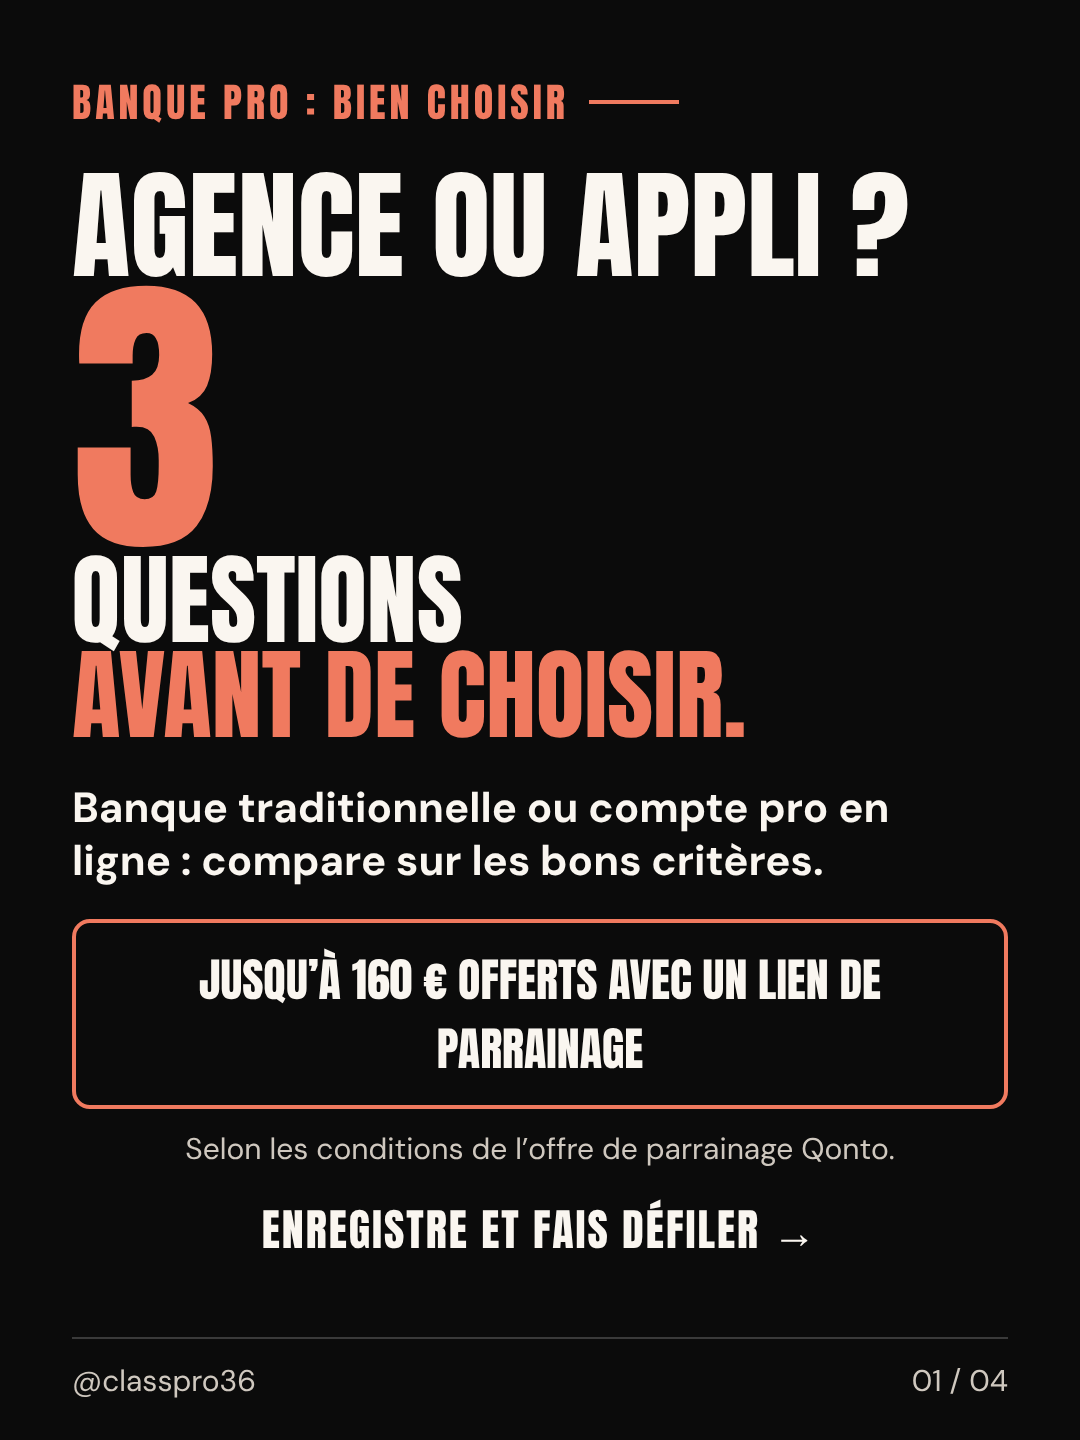 BANQUE PRO : BIEN CHOISIR
AGENCE OU APPLI ?
3
QUESTIONS
AVANT DE CHOISIR.
Banque traditionnelle ou compte pro en
ligne : compare sur les bons critères.
JUSQU’À 160 € OFFERTS AVEC UN LIEN DE
PARRAINAGE
Selon les conditions de l’offre de parrainage Qonto.
ENREGISTRE ET FAIS DÉFILER →
@classpro36
01 / 04